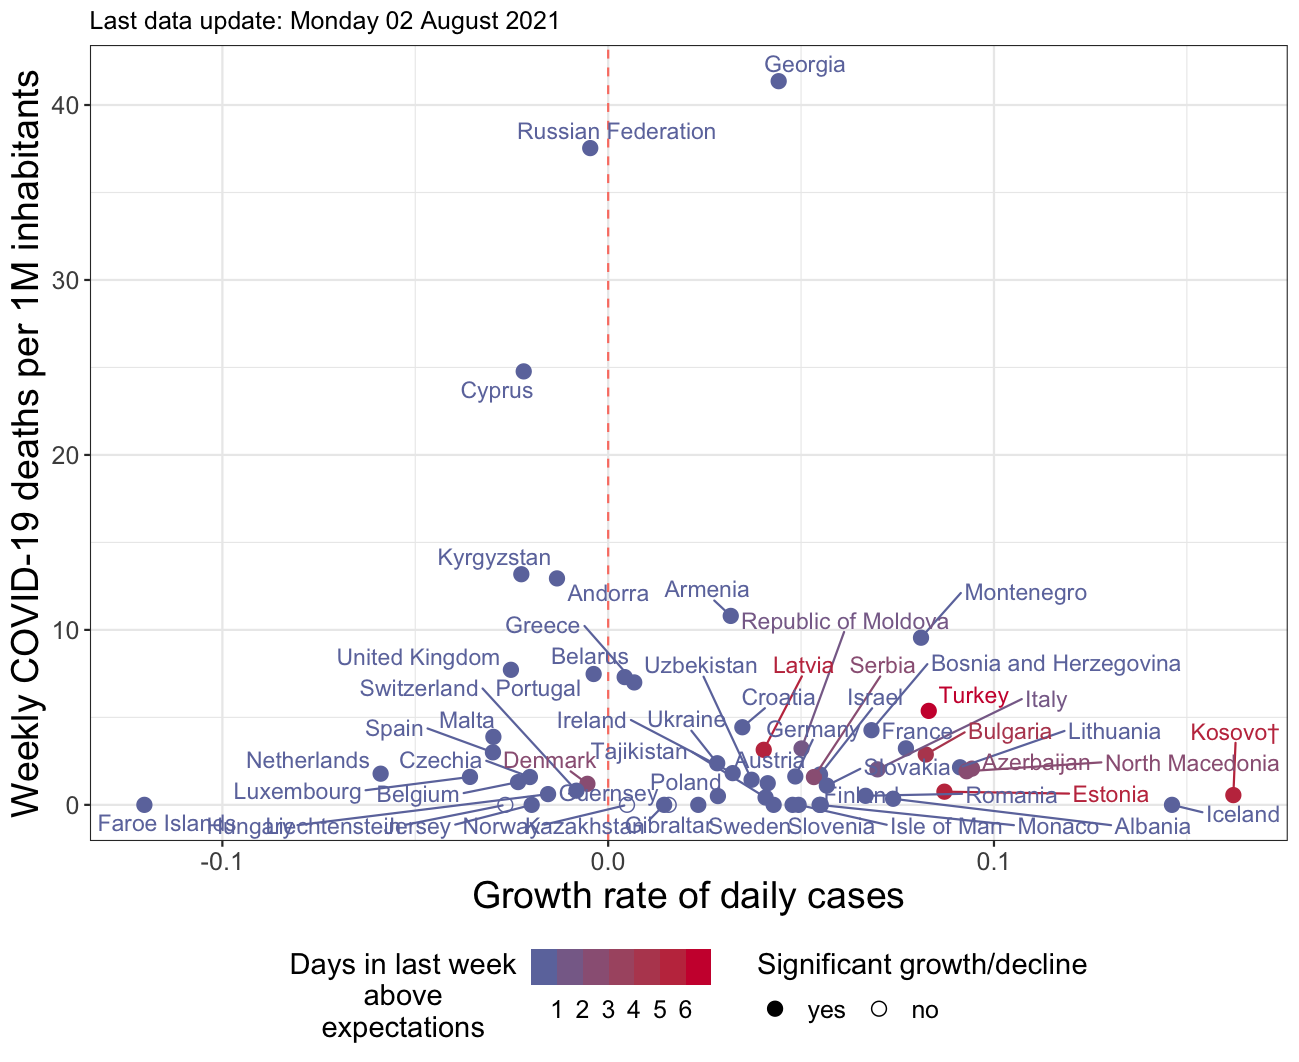 Last data update: Monday 02 August 2021
Weekly COVID-19 deaths per 1M inhabitants
40
30
20
10
0
Georgia
Russian Federation
Cyprus
Kyrgyzstan
Andorra
Armenia
Montenegro
Greece
Republic of Moldova
United Kingdom
Belarus
Uzbekistan
Latvia
Serbia
Bosnia and Herzegovina
Switzerland
Portugal
Croatia
Israel
Turkey
Italy
Spain
Malta
Ireland
Ukraine
Germany
France
Bulgaria
Lithuania
Kosovo†
Netherlands
Czechia
Denmark
Tajikistan
Austria
Slovakia
Azerbaijan
North Macedonia
Luxembourg
Belgium
Guernsey
Poland
Finland
Romania
Estonia
Faroe Islands
Hungary
Liechtenstein
Jersey
Norway
Kazakhstan
Gibraltar
Sweden
Slovenia
Isle of Man
Monaco
Albania
Iceland
-0.1
0.0
0.1
Growth rate of daily cases
Days in last week
above
expectations
1 2 3 4 5 6
Significant growth/decline
yes
no